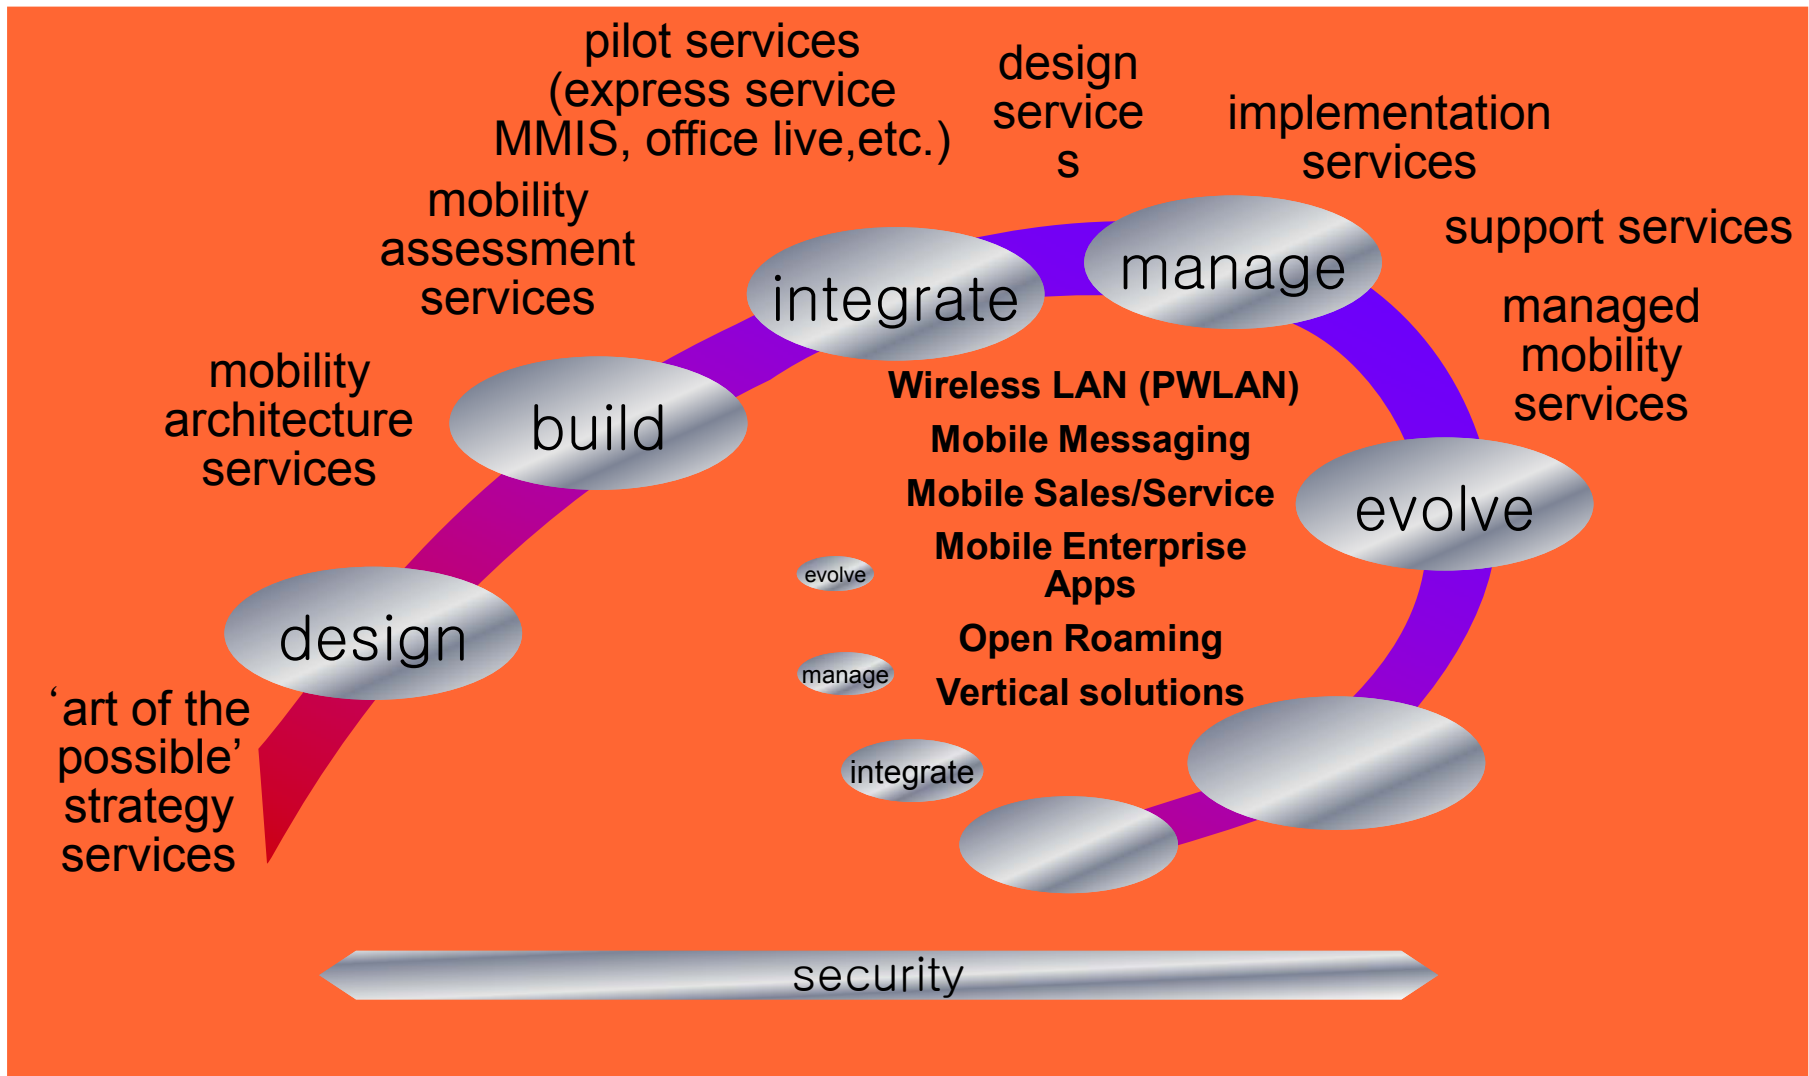 pilot services
(express service
MMIS, office live,etc.)
design
service
s
implementation
services
mobility
assessment
services
support services
integrate
manage
managed
mobility
services
mobility
architecture
services
build
Wireless LAN (PWLAN)
Mobile Messaging
Mobile Sales/Service
Mobile Enterprise
Apps
Open Roaming
Vertical solutions
evolve
evolve
manage
integrate
design
‘art of the
possible’
strategy
services
security